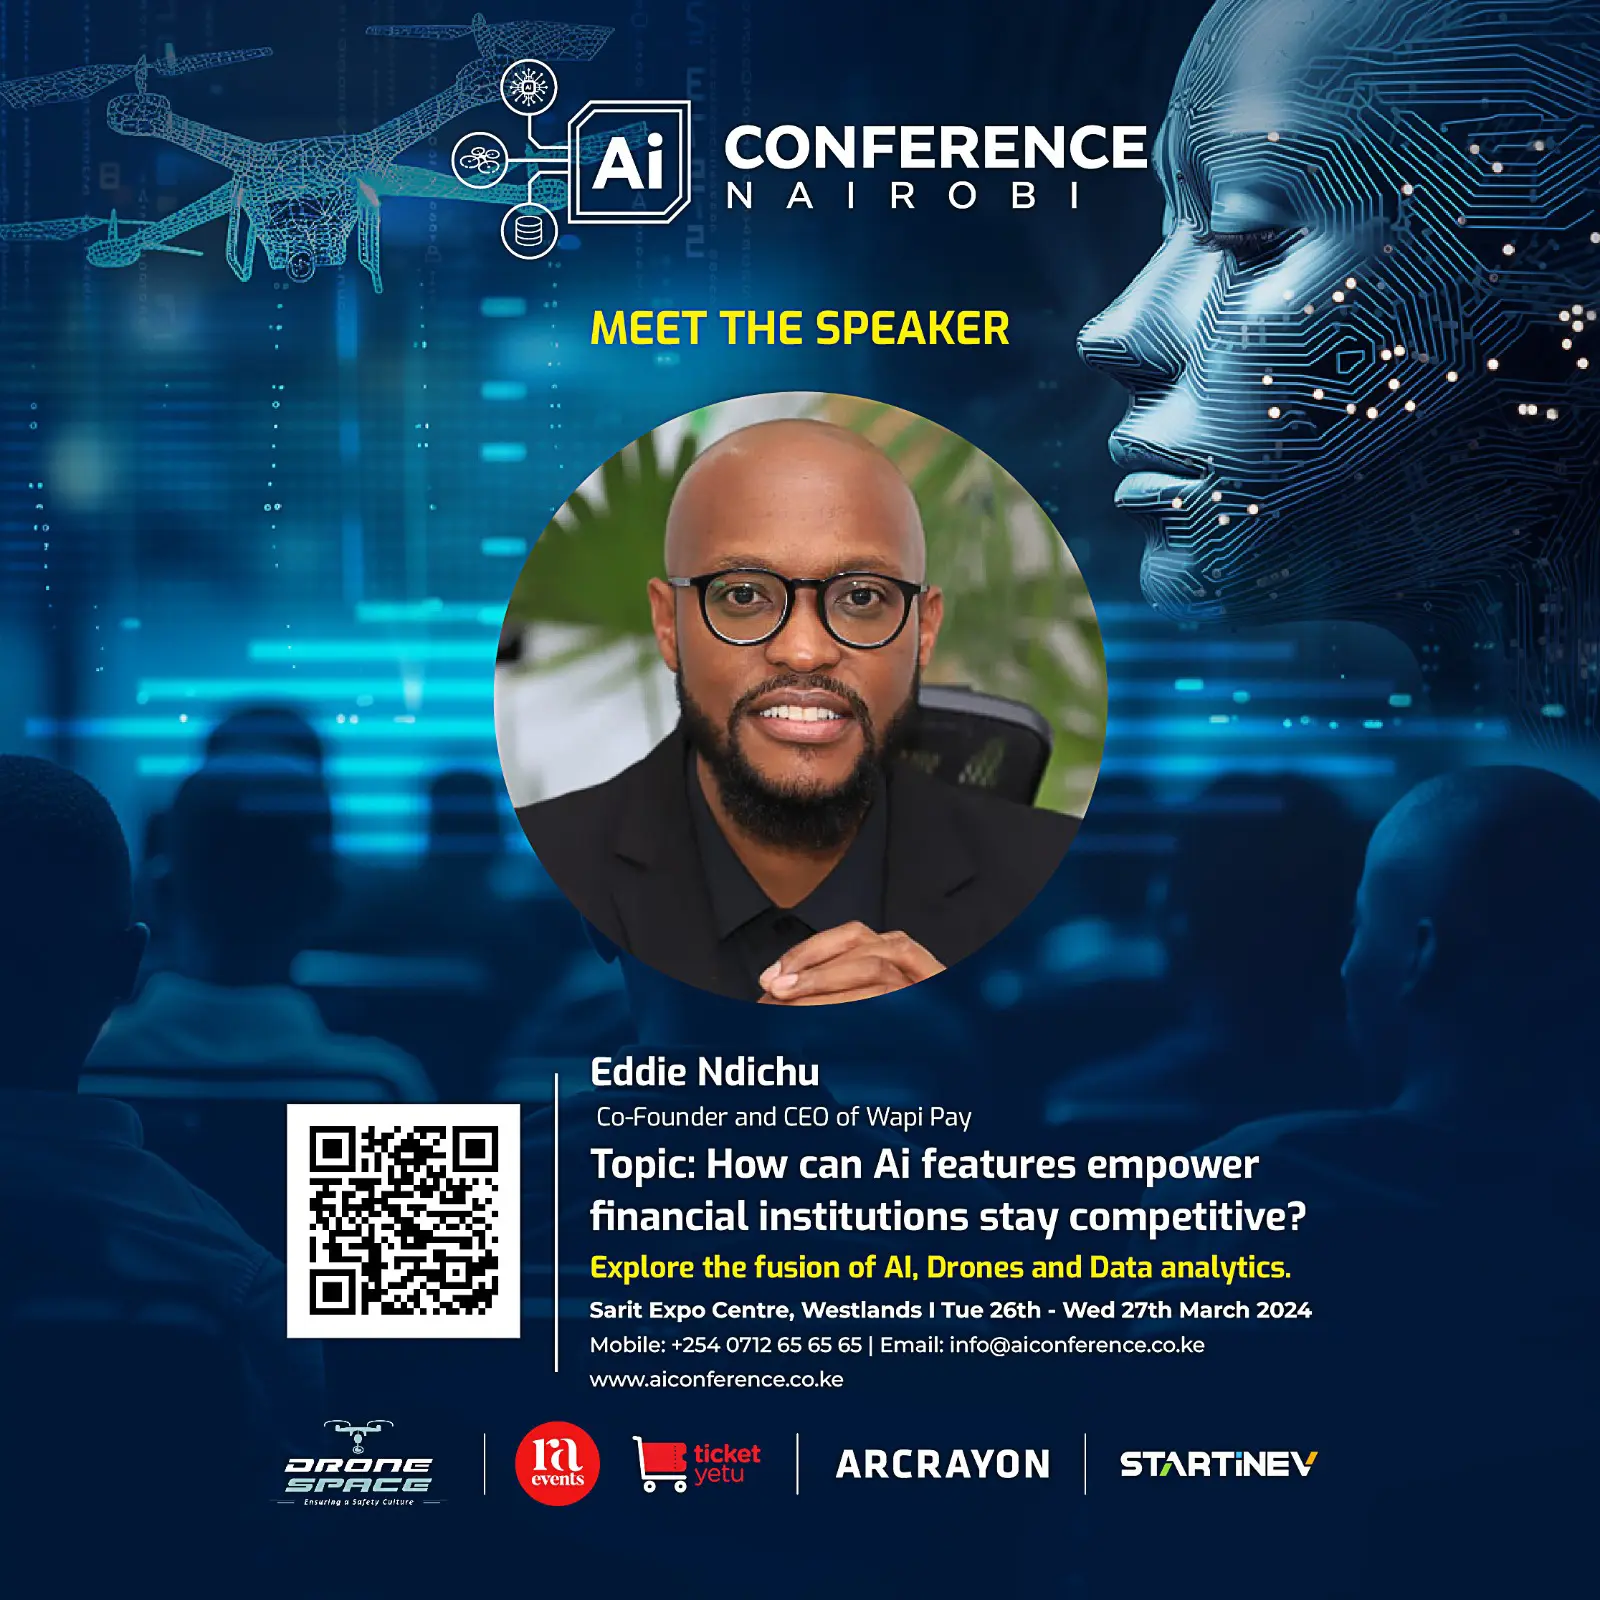 Ai
CONFERENCE
NAIROBI
MEET THE SPEAKER
Eddie Ndichu
Co-Founder and CEO of Wapi Pay
Topic: How can Ai features empower
financial institutions stay competitive?
Explore the fusion of AI, Drones and Data analytics.
Sarit Expo Centre, Westlands I Tue 26th - Wed 27th March 2024
Mobile: +254 0712 65 65 65 | Email: info@aiconference.co.ke
www.aiconference.co.ke
DRONE
SPACE
Ensuring a Safety Culture
ra
events
ticket
yetu
ARCRAYON
STARTiNEV